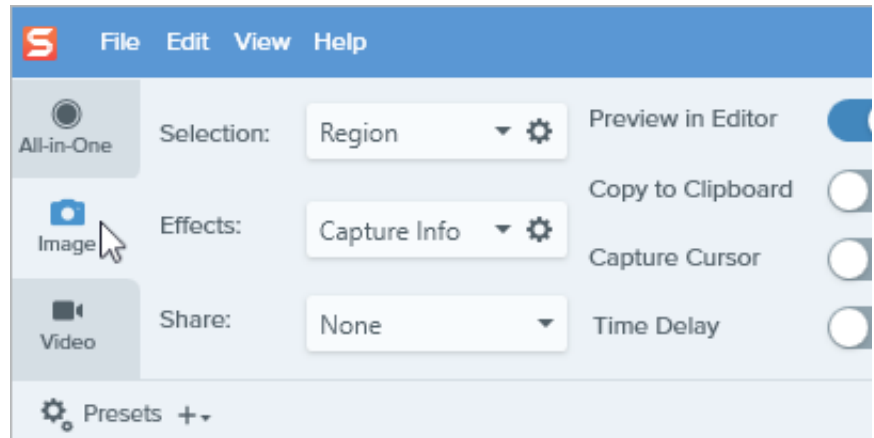 S File Edit View Help
All-in-One
Image
Video
Selection: Region
Effects: Capture Info
Share: None
Preview in Editor
Copy to Clipboard
Capture Cursor
Time Delay
Presets +